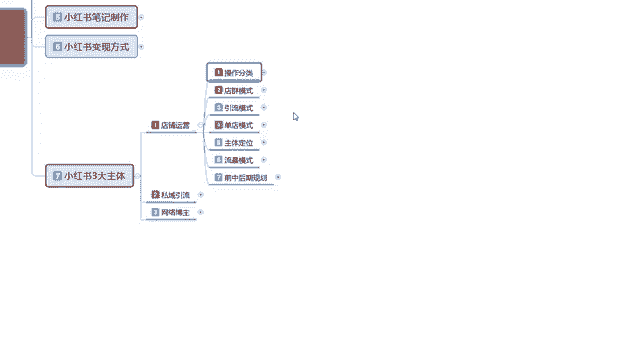 5 小红书笔记制作
6 小红书变现方式
7 小红书3大主体
1 店铺运营
1 操作分类
2 店群模式
4 引流模式
3 单店模式
5 主体定位
6 流量模式
7 前中后期规划
2 私域引流
3 网络博主